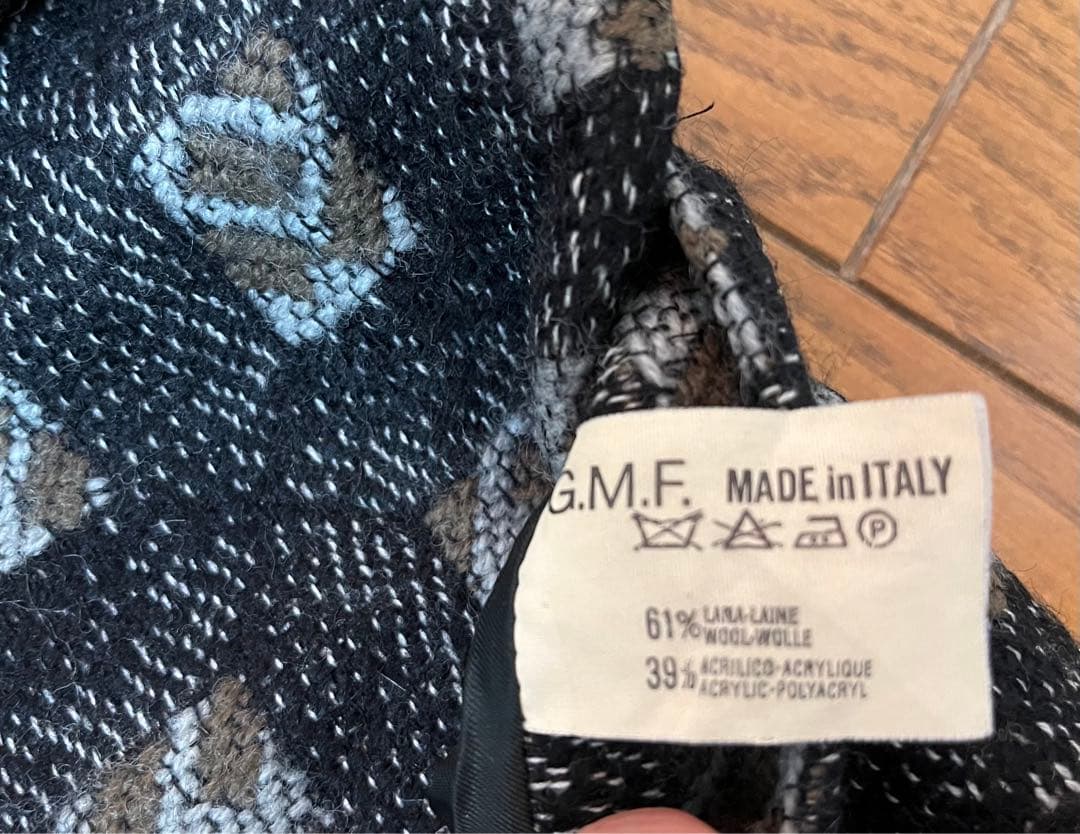 G.M.F. MADE in ITALY
P
61% LANA-LAINE
WOOL-WOLLE
39% ACRILICO-ACRYLIQUE
ACRYLIC-POLYACRYL